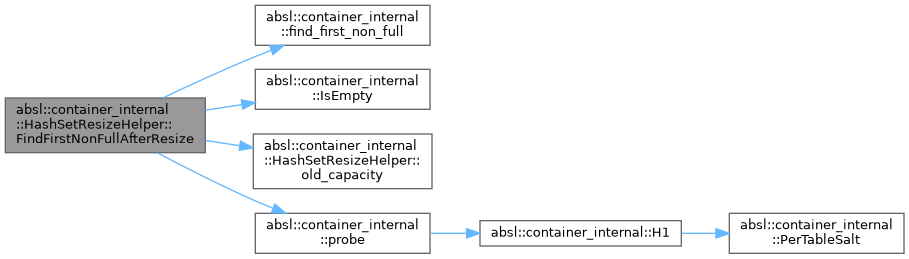 absl::container_internal
::find_first_non_full
absl::container_internal
::IsEmpty
absl::container_internal
::HashSetResizeHelper::
FindFirstNonFullAfterResize
absl::container_internal
::HashSetResizeHelper::
old_capacity
absl::container_internal
::probe
absl::container_internal::H1
absl::container_internal
::PerTableSalt